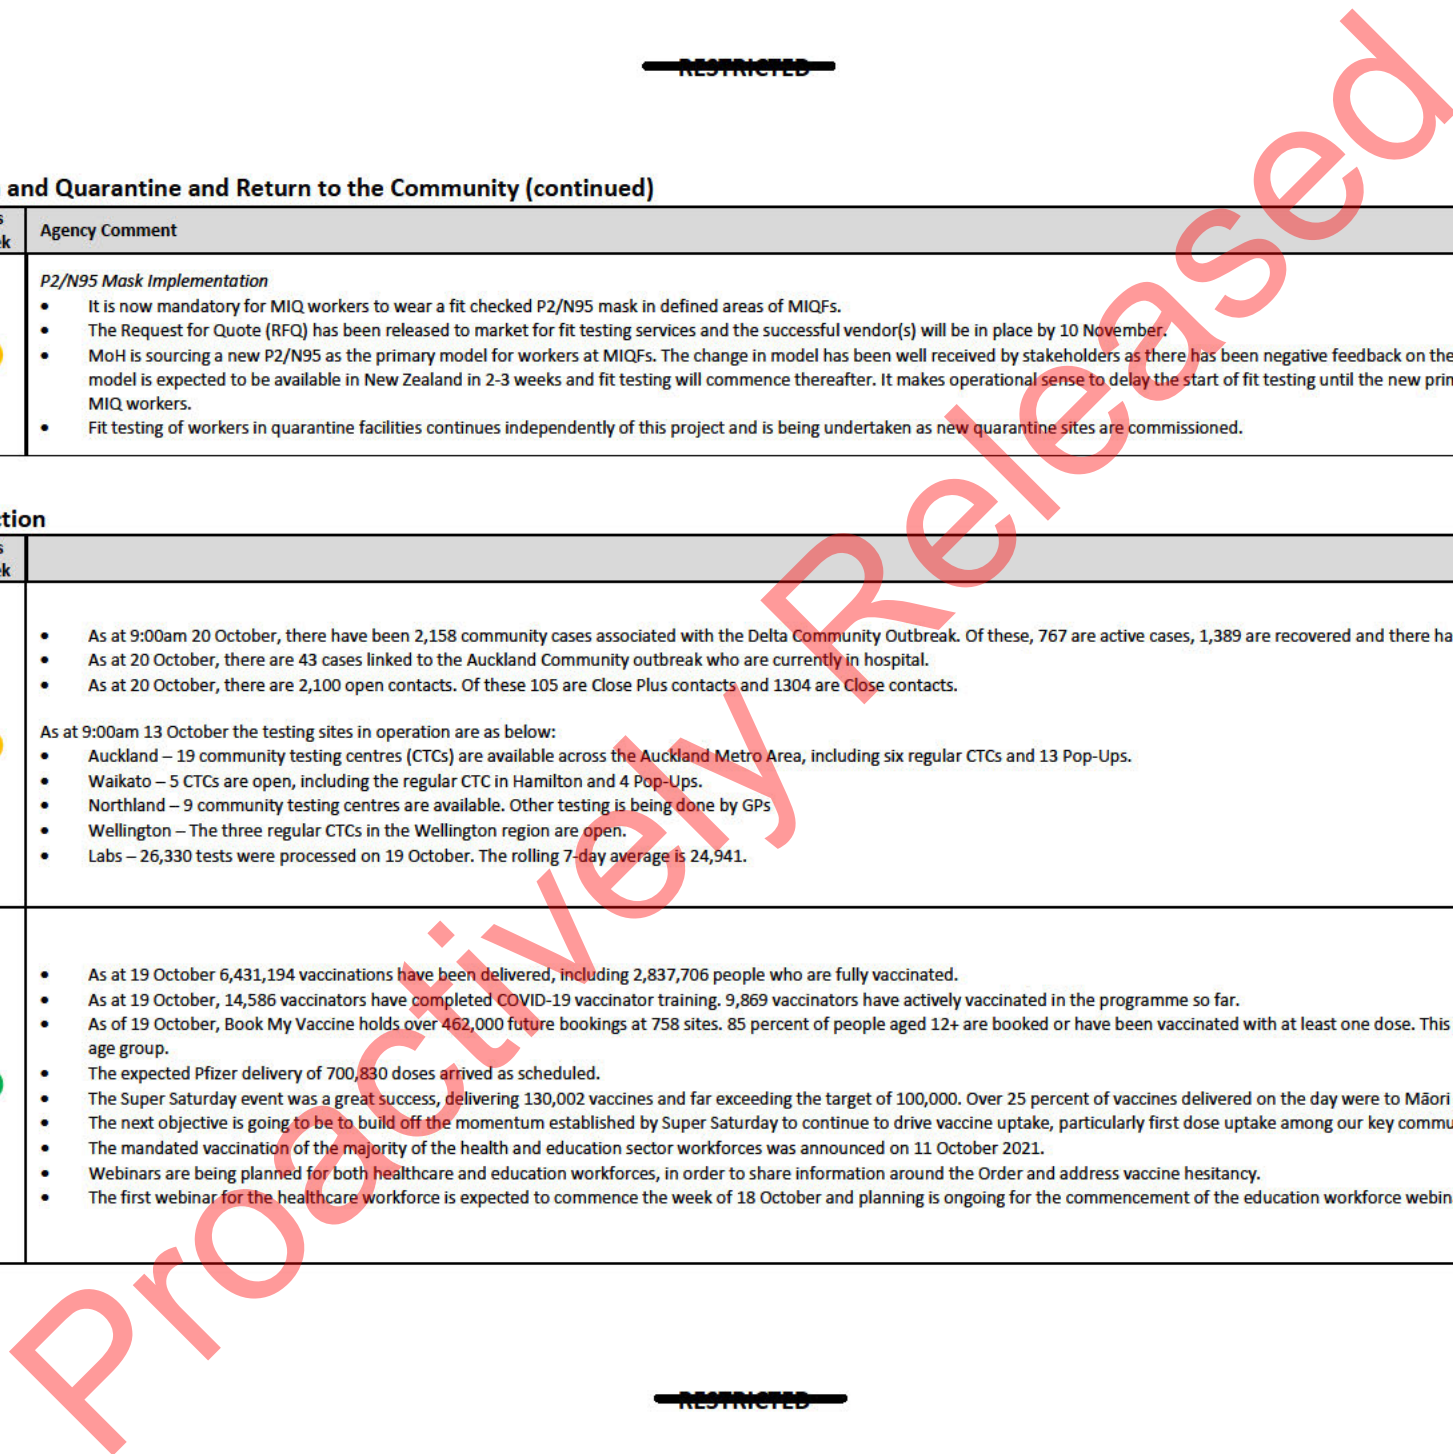 RESTRICTED
and Quarantine and Return to the Community (continued)
s
ek
Agency Comment
P2/N95 Mask Implementation
• It is now mandatory for MIQ workers to wear a fit checked P2/N95 mask in defined areas of MIQFs.
• The Request for Quote (RFQ) has been released to market for fit testing services and the successful vendor(s) will be in place by 10 November.
• MoH is sourcing a new P2/N95 as the primary model for workers at MIQFs. The change in model has been well received by stakeholders as there has been negative feedback on the
model is expected to be available in New Zealand in 2-3 weeks and fit testing will commence thereafter. It makes operational sense to delay the start of fit testing until the new prin
MIQ workers.
• Fit testing of workers in quarantine facilities continues independently of this project and is being undertaken as new quarantine sites are commissioned.
ction
s
ek
• As at 9:00am 20 October, there have been 2,158 community cases associated with the Delta Community Outbreak. Of these, 767 are active cases, 1,389 are recovered and there ha
• As at 20 October, there are 43 cases linked to the Auckland Community outbreak who are currently in hospital.
• As at 20 October, there are 2,100 open contacts. Of these 105 are Close Plus contacts and 1304 are Close contacts.
As at 9:00am 13 October the testing sites in operation are as below:
• Auckland – 19 community testing centres (CTCs) are available across the Auckland Metro Area, including six regular CTCs and 13 Pop-Ups.
• Waikato – 5 CTCs are open, including the regular CTC in Hamilton and 4 Pop-Ups.
• Northland – 9 community testing centres are available. Other testing is being done by GPs
• Wellington – The three regular CTCs in the Wellington region are open.
• Labs – 26,330 tests were processed on 19 October. The rolling 7-day average is 24,941.
• As at 19 October 6,431,194 vaccinations have been delivered, including 2,837,706 people who are fully vaccinated.
• As at 19 October, 14,586 vaccinators have completed COVID-19 vaccinator training. 9,869 vaccinators have actively vaccinated in the programme so far.
• As of 19 October, Book My Vaccine holds over 462,000 future bookings at 758 sites. 85 percent of people aged 12+ are booked or have been vaccinated with at least one dose. This
age group.
• The expected Pfizer delivery of 700,830 doses arrived as scheduled.
• The Super Saturday event was a great success, delivering 130,002 vaccines and far exceeding the target of 100,000. Over 25 percent of vaccines delivered on the day were to Māori
• The next objective is going to be to build off the momentum established by Super Saturday to continue to drive vaccine uptake, particularly first dose uptake among our key commu
• The mandated vaccination of the majority of the health and education sector workforces was announced on 11 October 2021.
• Webinars are being planned for both healthcare and education workforces, in order to share information around the Order and address vaccine hesitancy.
• The first webinar for the healthcare workforce is expected to commence the week of 18 October and planning is ongoing for the commencement of the education workforce webin
RESTRICTED
Proactively Released